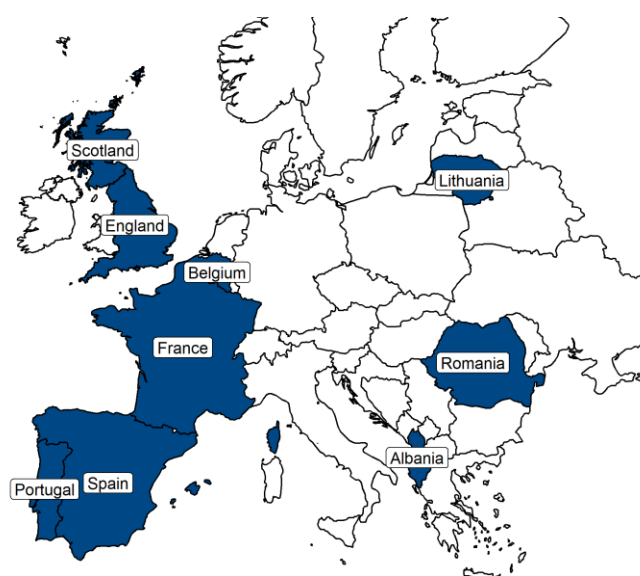 Scotland
Lithuania
England
Belgium
France
Romania
Albania
Portugal
Spain